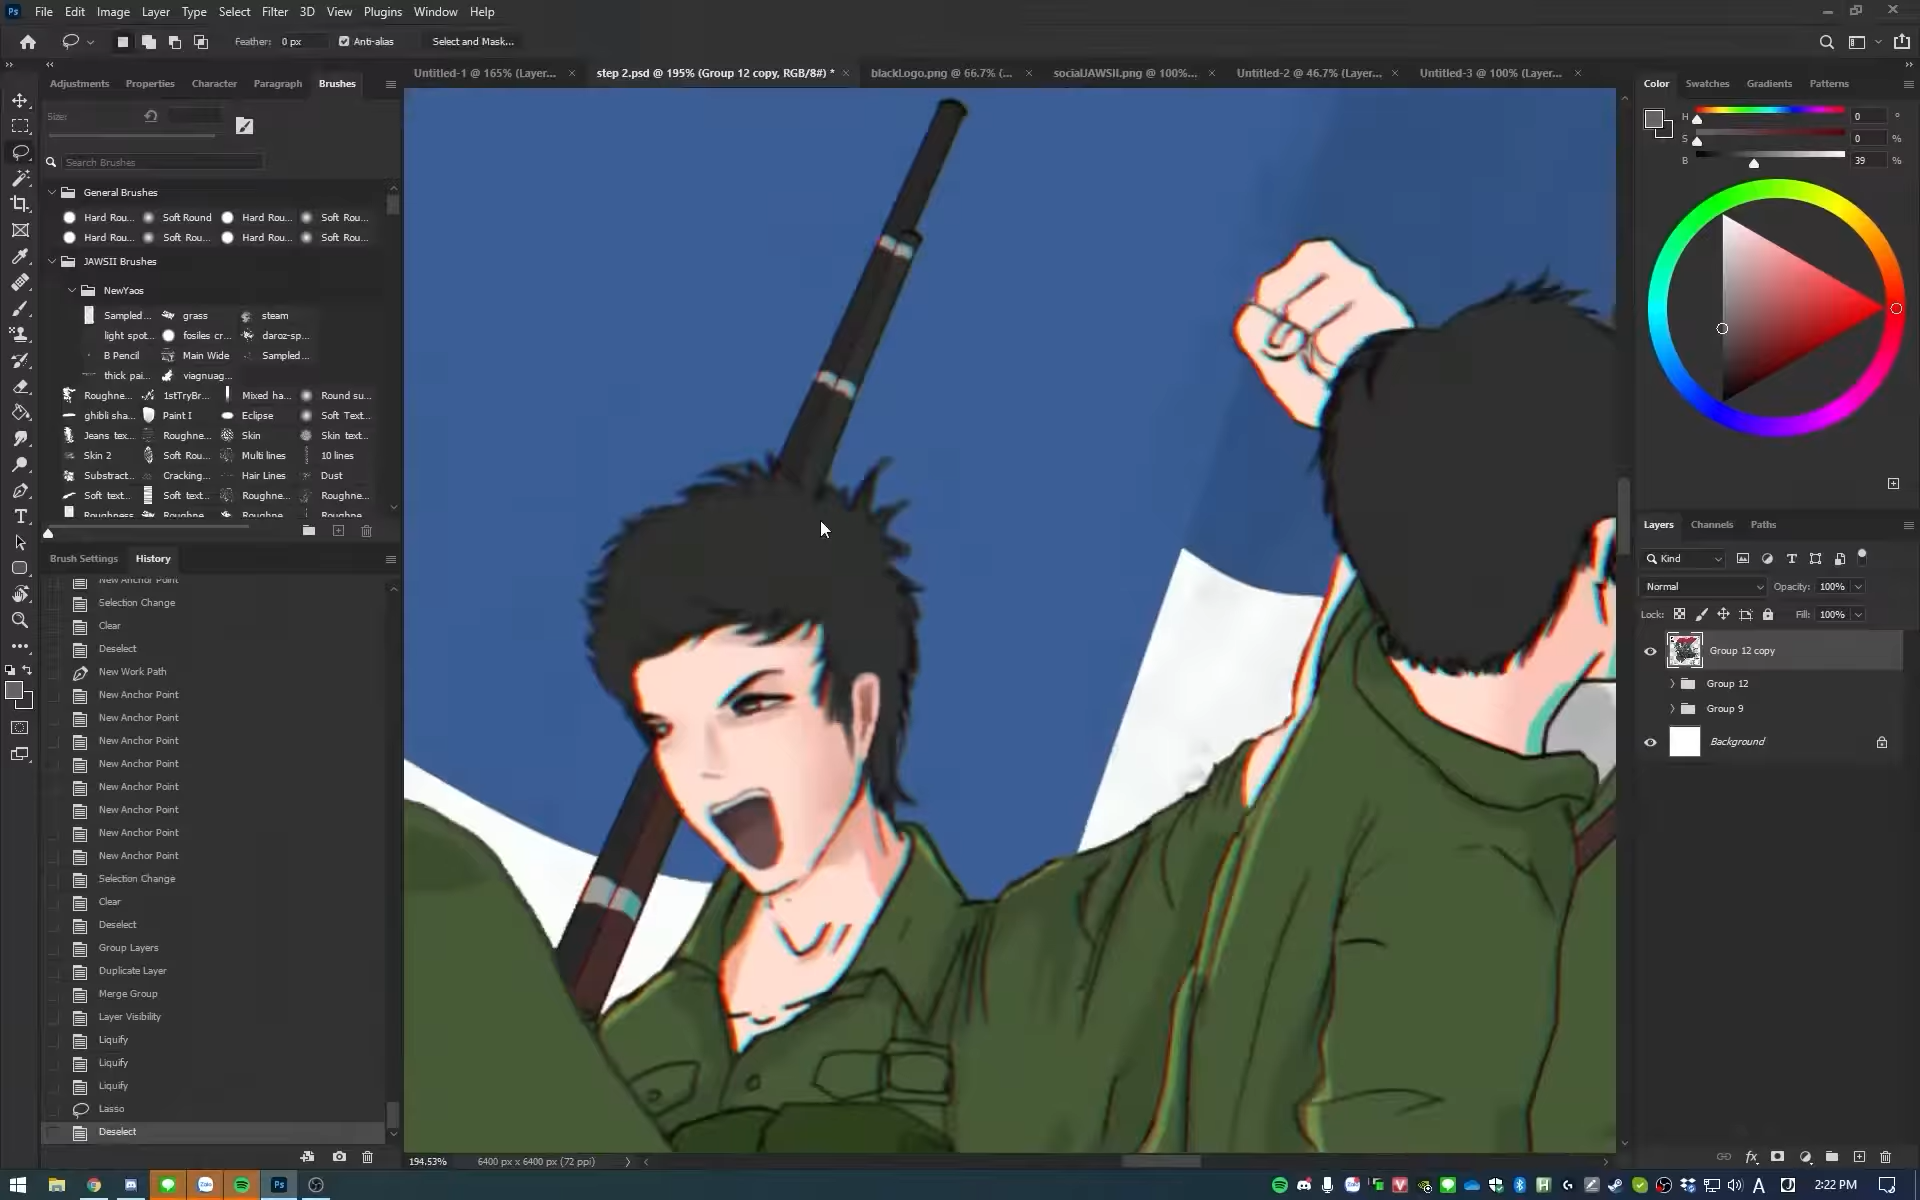 Ps File Edit Image Layer Type Select Filter 3D View Plugins Window Help
Feather: 0 px Anti-alias Select and Mask...
Untitled-1 @ 165% (Layer... × step 2.psd @ 195% (Group 12 copy, RGB/8#) * × blackLogo.png @ 66.7% (... × socialJAWSII.png @ 100%... × Untitled-2 @ 46.7% (Layer... × Untitled-3 @ 100% (Layer... ×
Adjustments Properties Character Paragraph Brushes
Size:
Search Brushes
General Brushes
Hard Rou... Soft Round Hard Rou... Soft Rou...
Hard Rou... Soft Rou... Hard Rou... Soft Rou...
JAWSII Brushes
NewYaos
Sampled... grass steam
light spot... fosiles cr... daroz-sp...
B Pencil Main Wide Sampled...
thick pai... viagnuag...
Roughne... 1stTryBr... Mixed ha... Round su...
ghibli sha... Paint I Eclipse Soft Text...
Jeans tex... Roughne... Skin Skin text...
Skin 2 Soft Rou... Multi lines 10 lines
Substract... Cracking... Hair Lines Dust
Soft text... Soft text... Roughne... Roughne...
Roughness Roughne Roughne Roughne
Brush Settings History
New Anchor Point
Selection Change
Clear
Deselect
New Work Path
New Anchor Point
New Anchor Point
New Anchor Point
New Anchor Point
New Anchor Point
New Anchor Point
New Anchor Point
New Anchor Point
Selection Change
Clear
Deselect
Group Layers
Duplicate Layer
Merge Group
Layer Visibility
Liquify
Liquify
Liquify
Lasso
Deselect
194.53% 6400 px x 6400 px (72 ppi)
Color Swatches Gradients Patterns
H 0 °
S 0 %
B 39 %
Layers Channels Paths
Kind
Normal Opacity: 100%
Lock: Fill: 100%
Group 12 copy
Group 12
Group 9
Background
2:22 PM